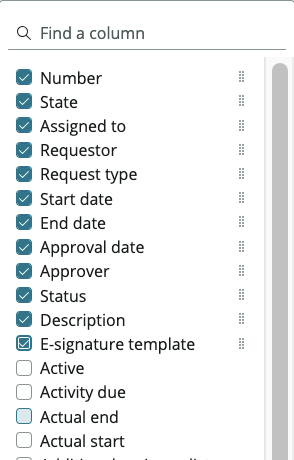 Find a column
Number
State
Assigned to
Requestor
Request type
Start date
End date
Approval date
Approver
Status
Description
E-signature template
Active
Activity due
Actual end
Actual start